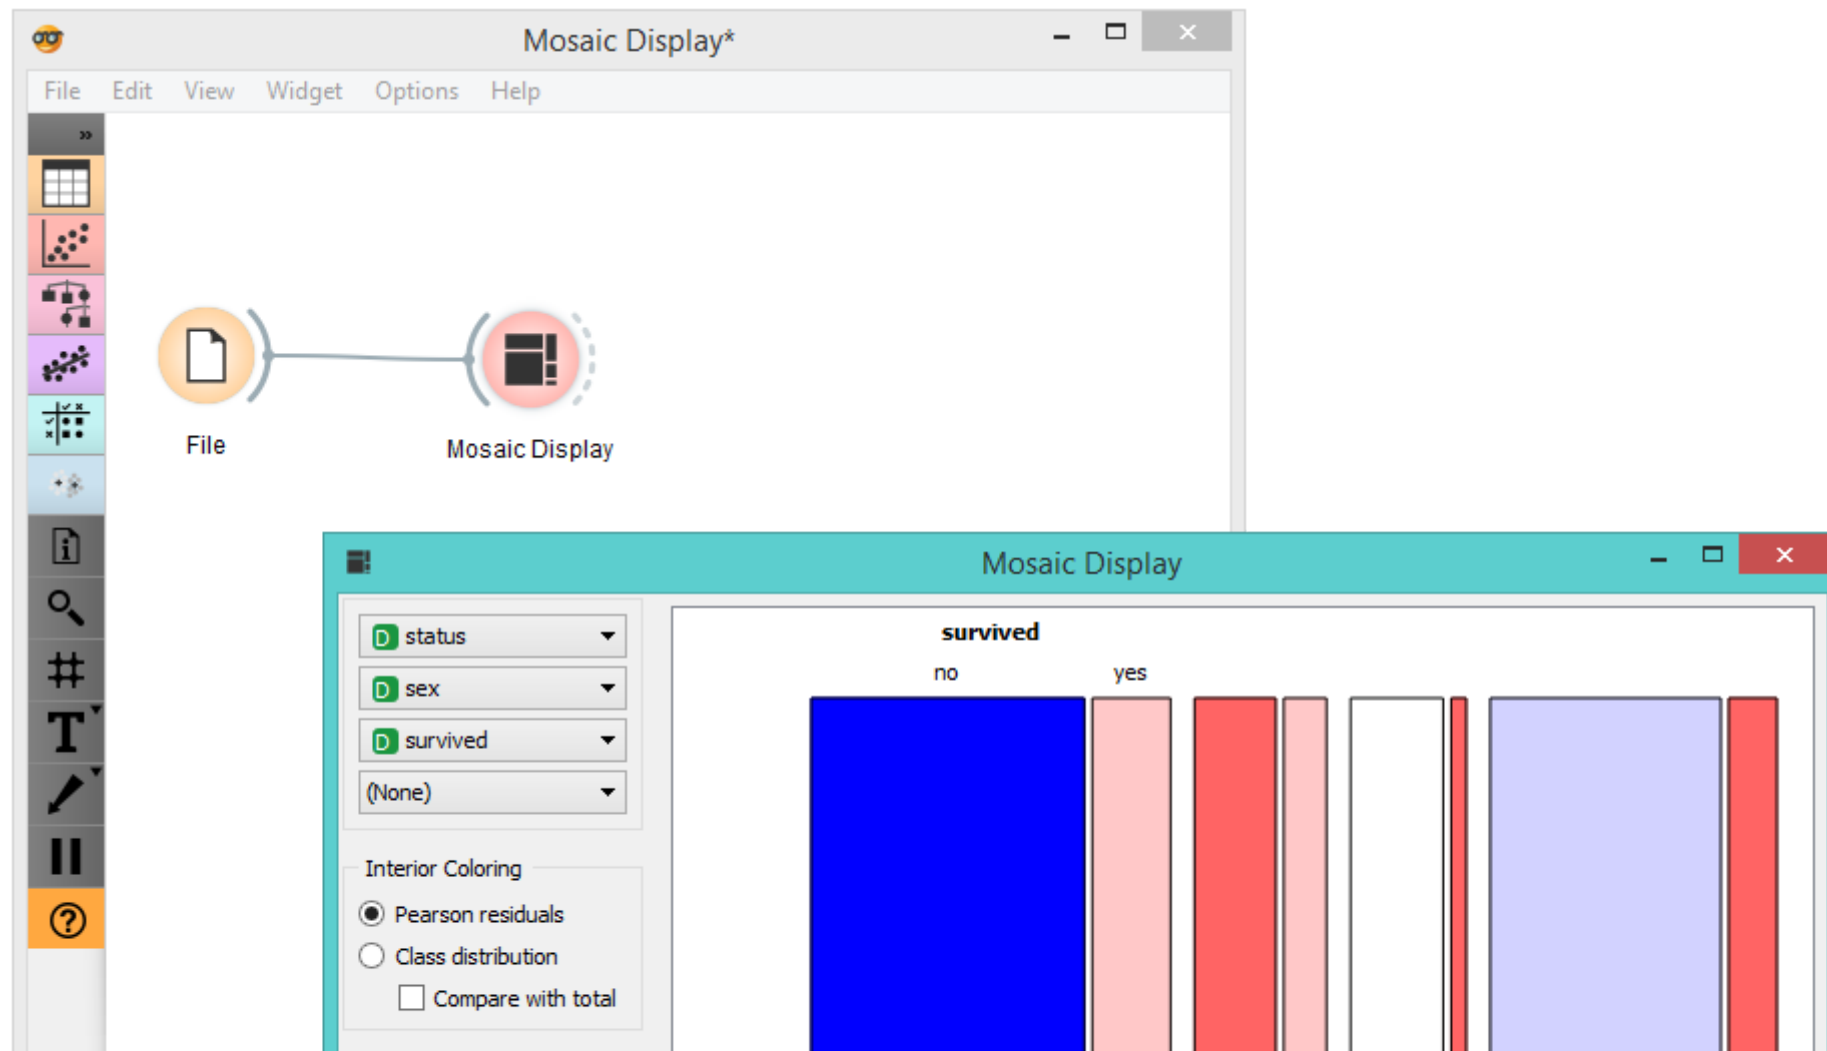 Mosaic Display*
File Edit View Widget Options Help
»
File
Mosaic Display
Mosaic Display
D status
D sex
D survived
(None)
Interior Coloring
Pearson residuals
Class distribution
Compare with total
survived
no yes